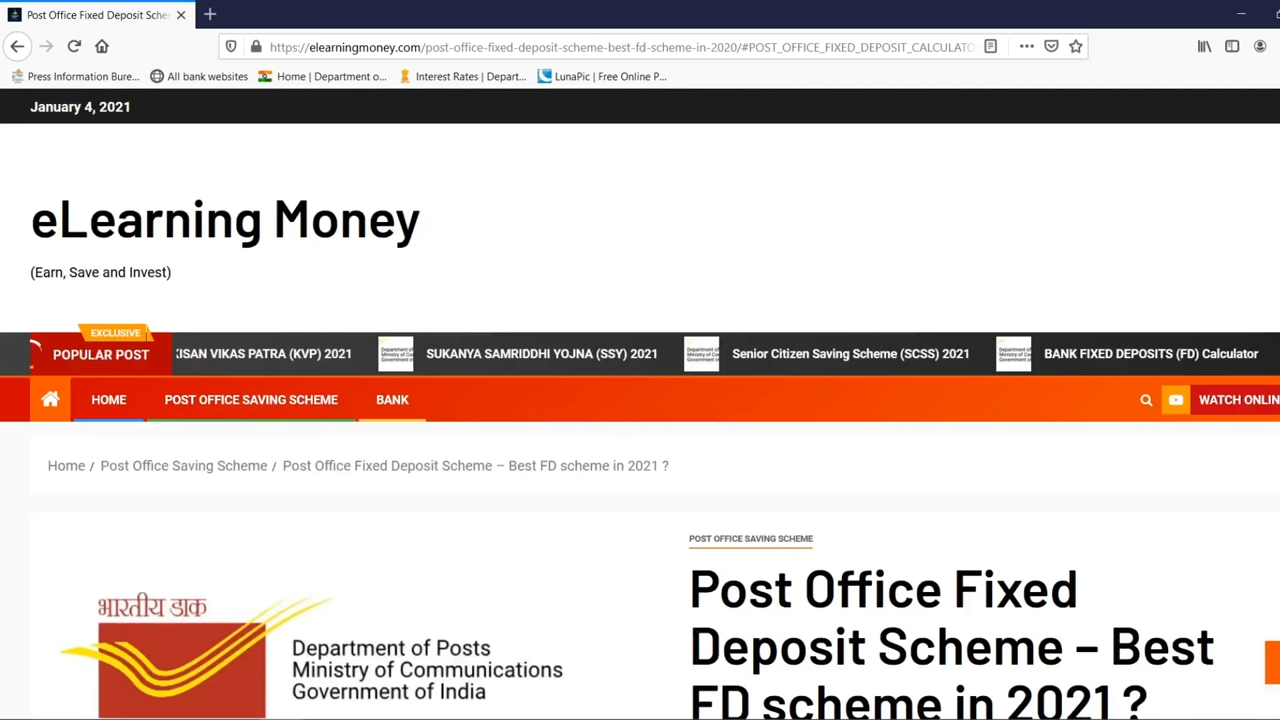 Post Office Fixed Deposit Sche
https://elearningmoney.com/post-office-fixed-deposit-scheme-best-fd-scheme-in-2020/#POST_OFFICE_FIXED_DEPOSIT_CALCULATO
Press Information Bure... All bank websites Home | Department o... Interest Rates | Depart... LunaPic | Free Online P...
January 4, 2021
eLearning Money
(Earn, Save and Invest)
EXCLUSIVE
POPULAR POST KISAN VIKAS PATRA (KVP) 2021 SUKANYA SAMRIDDHI YOJNA (SSY) 2021 Senior Citizen Saving Scheme (SCSS) 2021 BANK FIXED DEPOSITS (FD) Calculator
HOME POST OFFICE SAVING SCHEME BANK WATCH ONLIN
Home / Post Office Saving Scheme / Post Office Fixed Deposit Scheme – Best FD scheme in 2021 ?
भारतीय डाक
Department of Posts
Ministry of Communications
Government of India
POST OFFICE SAVING SCHEME
Post Office Fixed
Deposit Scheme – Best
FD scheme in 2021 ?